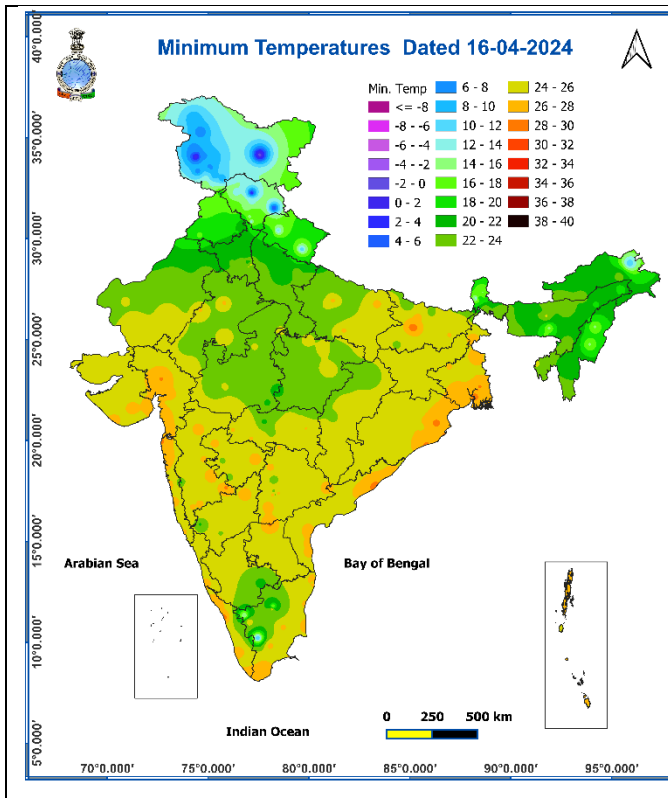 Minimum Temperatures Dated 16-04-2024
Min. Temp
<= -8
-8 - -6
-6 - -4
-4 - -2
-2 - 0
0 - 2
2 - 4
4 - 6
6 - 8
8 - 10
10 - 12
12 - 14
14 - 16
16 - 18
18 - 20
20 - 22
22 - 24
24 - 26
26 - 28
28 - 30
30 - 32
32 - 34
34 - 36
36 - 38
38 - 40
40°0.000'
35°0.000'
30°0.000'
25°0.000'
20°0.000'
15°0.000'
10°0.000'
5°0.000'
Arabian Sea
Bay of Bengal
Indian Ocean
0 250 500 km
70°0.000' 75°0.000' 80°0.000' 85°0.000' 90°0.000' 95°0.000'